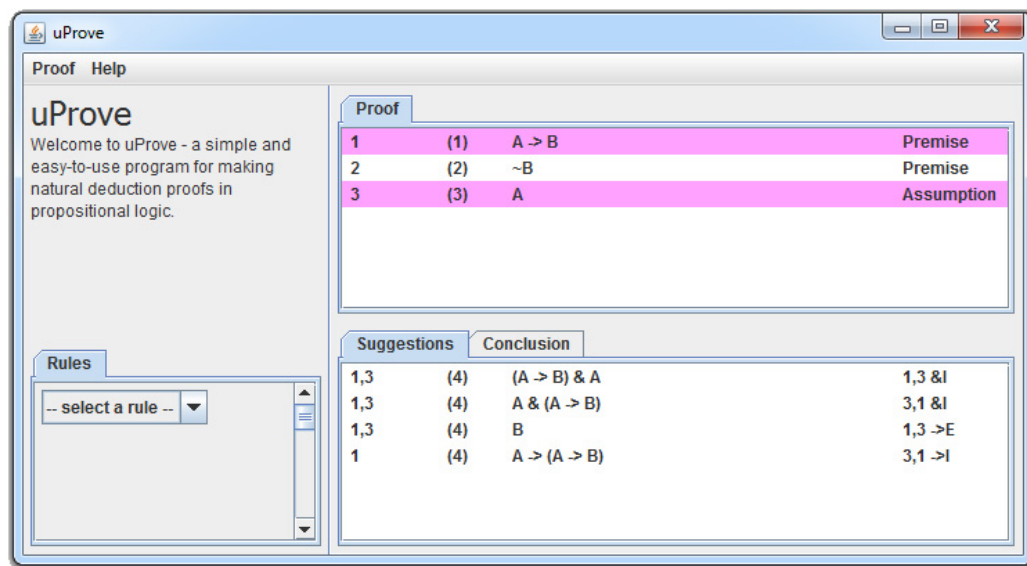 uProve
Proof Help
uProve
Welcome to uProve - a simple and
easy-to-use program for making
natural deduction proofs in
propositional logic.
Rules
-- select a rule --
Proof
1 (1) A -> B Premise
2 (2) ~B Premise
3 (3) A Assumption
Suggestions Conclusion
1,3 (4) (A -> B) & A 1,3 &I
1,3 (4) A & (A -> B) 3,1 &I
1,3 (4) B 1,3 ->E
1 (4) A -> (A -> B) 3,1 ->I